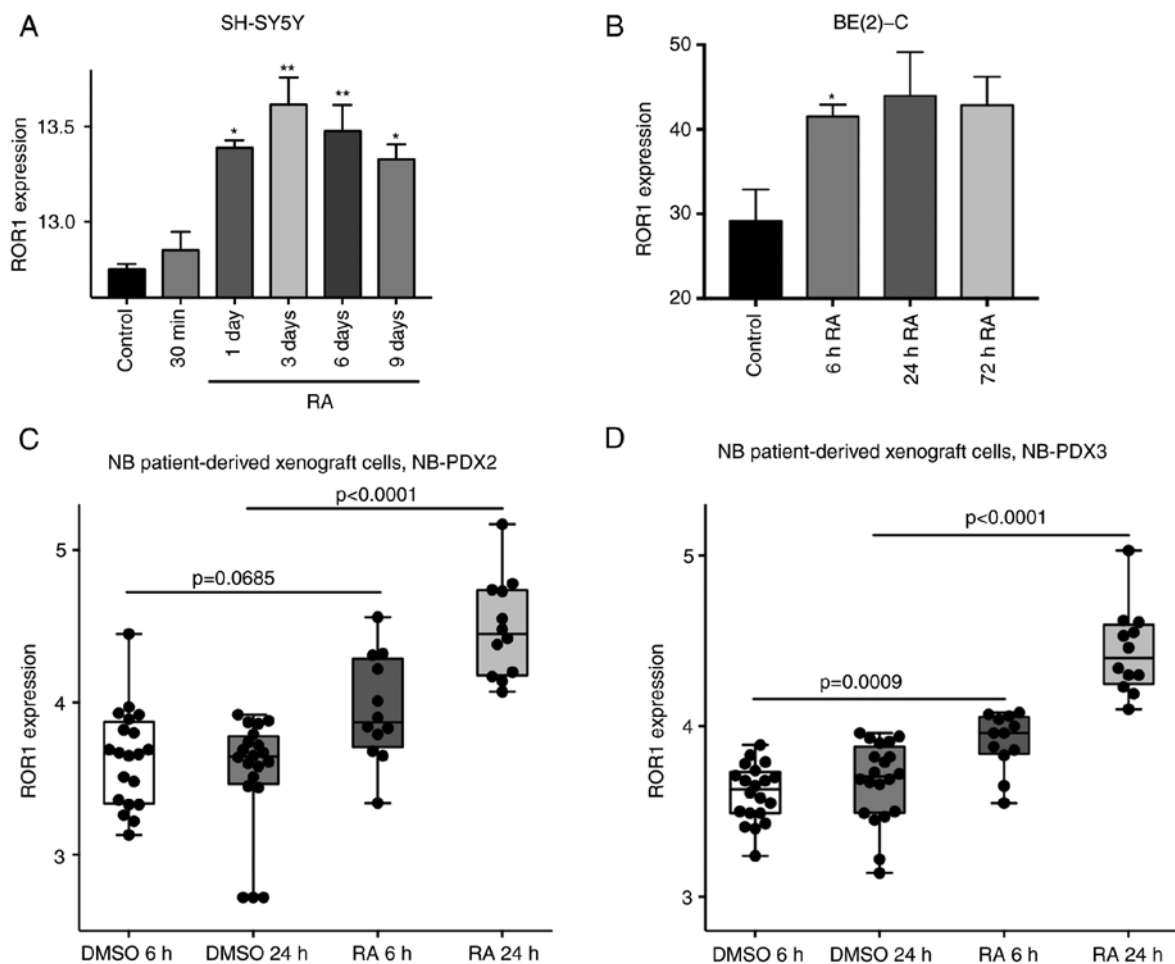 A
SH-SY5Y
ROR1 expression
13.5
13.0
*
**
**
*
Control
30 min
1 day
3 days
6 days
9 days
RA
B
BE(2)–C
ROR1 expression
50
40
30
20
*
Control
6 h RA
24 h RA
72 h RA
C
NB patient-derived xenograft cells, NB-PDX2
p<0.0001
p=0.0685
ROR1 expression
5
4
3
DMSO 6 h
DMSO 24 h
RA 6 h
RA 24 h
D
NB patient-derived xenograft cells, NB-PDX3
p<0.0001
p=0.0009
ROR1 expression
5
4
3
DMSO 6 h
DMSO 24 h
RA 6 h
RA 24 h